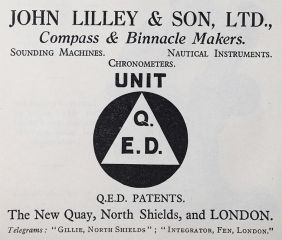 JOHN LILLEY & SON, LTD.,
Compass & Binnacle Makers.
SOUNDING MACHINES. NAUTICAL INSTRUMENTS.
CHRONOMETERS.
UNIT
Q.
E.D.
Q.E.D. PATENTS.
The New Quay, North Shields, and LONDON.
Telegrams: "GILLIE, NORTH SHIELDS"; "INTEGRATOR, FEN, LONDON."